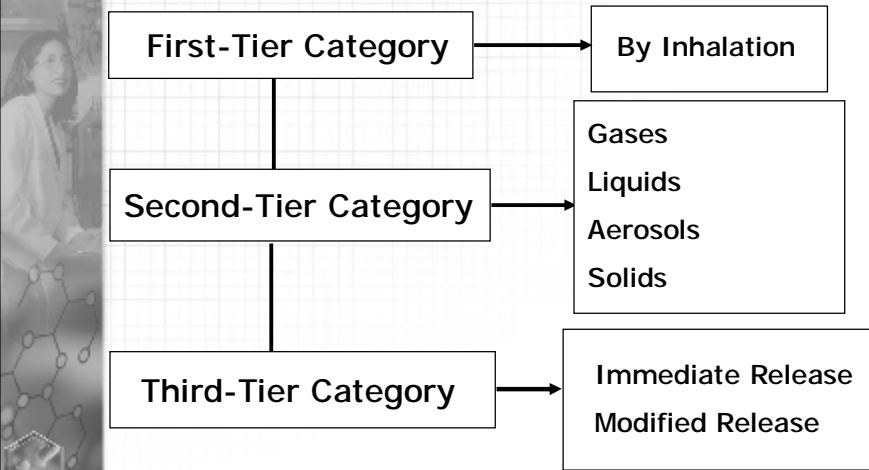 First-Tier Category
By Inhalation
Second-Tier Category
Gases
Liquids
Aerosols
Solids
Third-Tier Category
Immediate Release
Modified Release